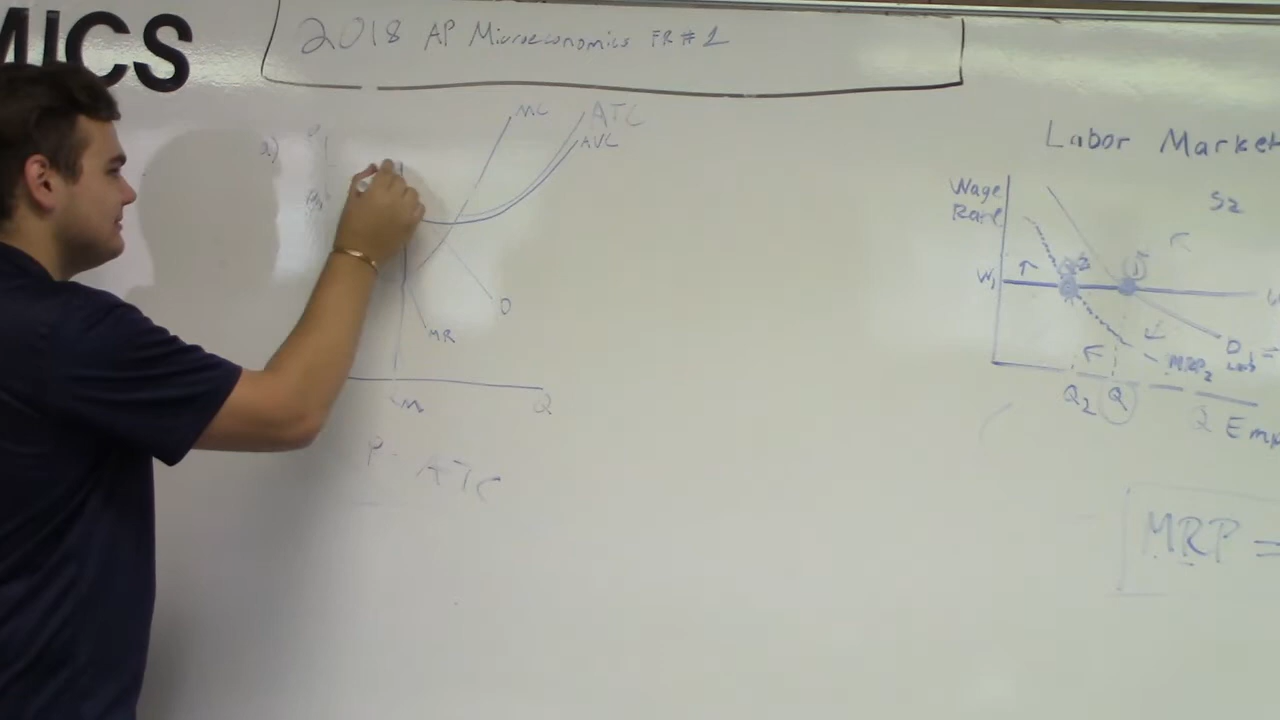 MICS
2018 AP Microeconomics FR #1
a)
P
MC
ATC
AVC
D
MR
Q
P
ATC
Labor Market
Wage
Rate
S2
W1
D
MRP2
Q2 Q
Q
MRP =